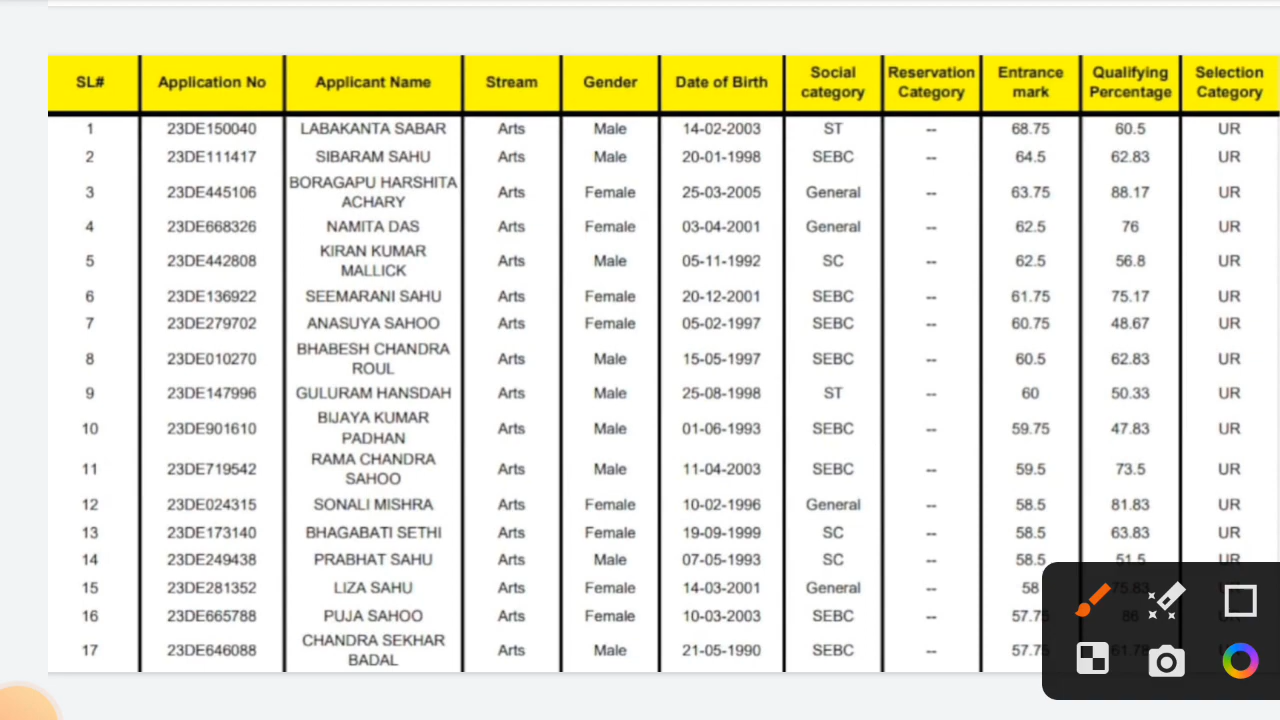 SL# Application No Applicant Name Stream Gender Date of Birth Social category Reservation Category Entrance mark Qualifying Percentage Selection Category
1 23DE150040 LABAKANTA SABAR Arts Male 14-02-2003 ST -- 68.75 60.5 UR
2 23DE111417 SIBARAM SAHU Arts Male 20-01-1998 SEBC -- 64.5 62.83 UR
3 23DE445106 BORAGAPU HARSHITA ACHARY Arts Female 25-03-2005 General -- 63.75 88.17 UR
4 23DE668326 NAMITA DAS Arts Female 03-04-2001 General -- 62.5 76 UR
5 23DE442808 KIRAN KUMAR MALLICK Arts Male 05-11-1992 SC -- 62.5 56.8 UR
6 23DE136922 SEEMARANI SAHU Arts Female 20-12-2001 SEBC -- 61.75 75.17 UR
7 23DE279702 ANASUYA SAHOO Arts Female 05-02-1997 SEBC -- 60.75 48.67 UR
8 23DE010270 BHABESH CHANDRA ROUL Arts Male 15-05-1997 SEBC -- 60.5 62.83 UR
9 23DE147996 GULURAM HANSDAH Arts Male 25-08-1998 ST -- 60 50.33 UR
10 23DE901610 BIJAYA KUMAR PADHAN Arts Male 01-06-1993 SEBC -- 59.75 47.83 UR
11 23DE719542 RAMA CHANDRA SAHOO Arts Male 11-04-2003 SEBC -- 59.5 73.5 UR
12 23DE024315 SONALI MISHRA Arts Female 10-02-1996 General -- 58.5 81.83 UR
13 23DE173140 BHAGABATI SETHI Arts Female 19-09-1999 SC -- 58.5 63.83 UR
14 23DE249438 PRABHAT SAHU Arts Male 07-05-1993 SC -- 58.5 51.5 UR
15 23DE281352 LIZA SAHU Arts Female 14-03-2001 General -- 58 75.83
16 23DE665788 PUJA SAHOO Arts Female 10-03-2003 SEBC -- 57.75 86
17 23DE646088 CHANDRA SEKHAR BADAL Arts Male 21-05-1990 SEBC -- 57.75 61.78